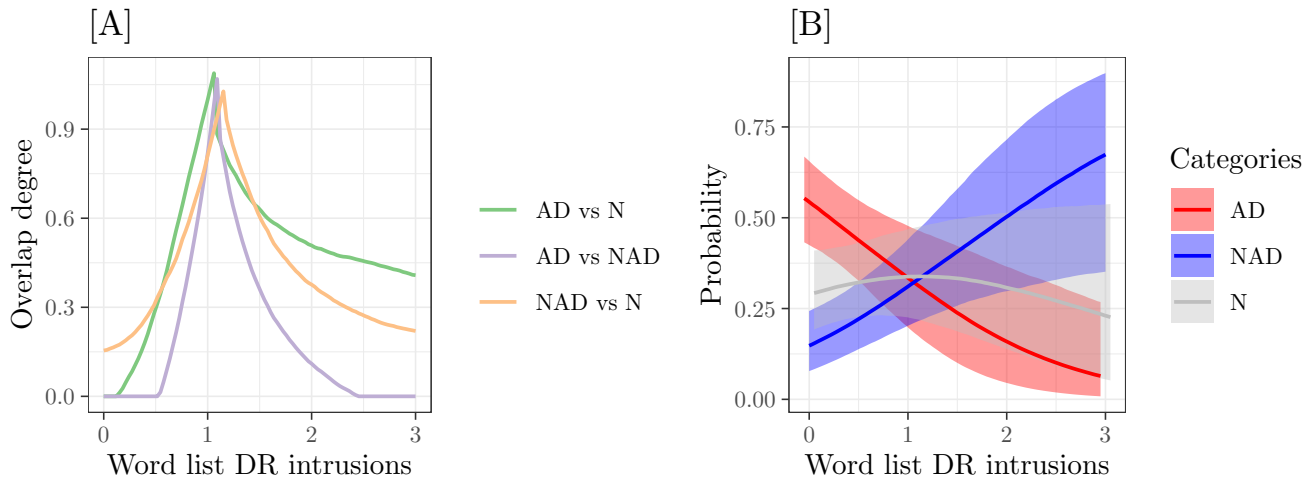 [A]
Overlap degree
0.9
0.6
0.3
0.0
0
1
2
3
Word list DR intrusions
AD vs N
AD vs NAD
NAD vs N
[B]
Probability
0.75
0.50
0.25
0.00
0
1
2
3
Word list DR intrusions
Categories
AD
NAD
N